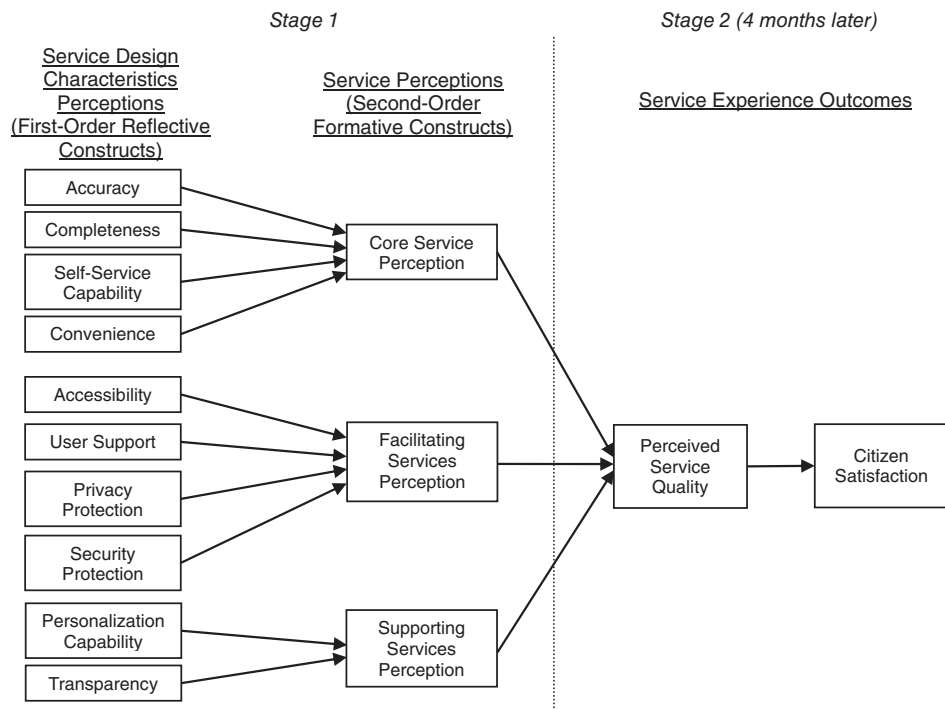 Stage 1
Stage 2 (4 months later)
Service Design
Characteristics
Perceptions
(First-Order Reflective
Constructs)
Service Perceptions
(Second-Order
Formative Constructs)
Service Experience Outcomes
Accuracy
Completeness
Self-Service
Capability
Convenience
Core Service
Perception
Accessibility
User Support
Privacy
Protection
Security
Protection
Facilitating
Services
Perception
Personalization
Capability
Transparency
Supporting
Services
Perception
Perceived
Service
Quality
Citizen
Satisfaction